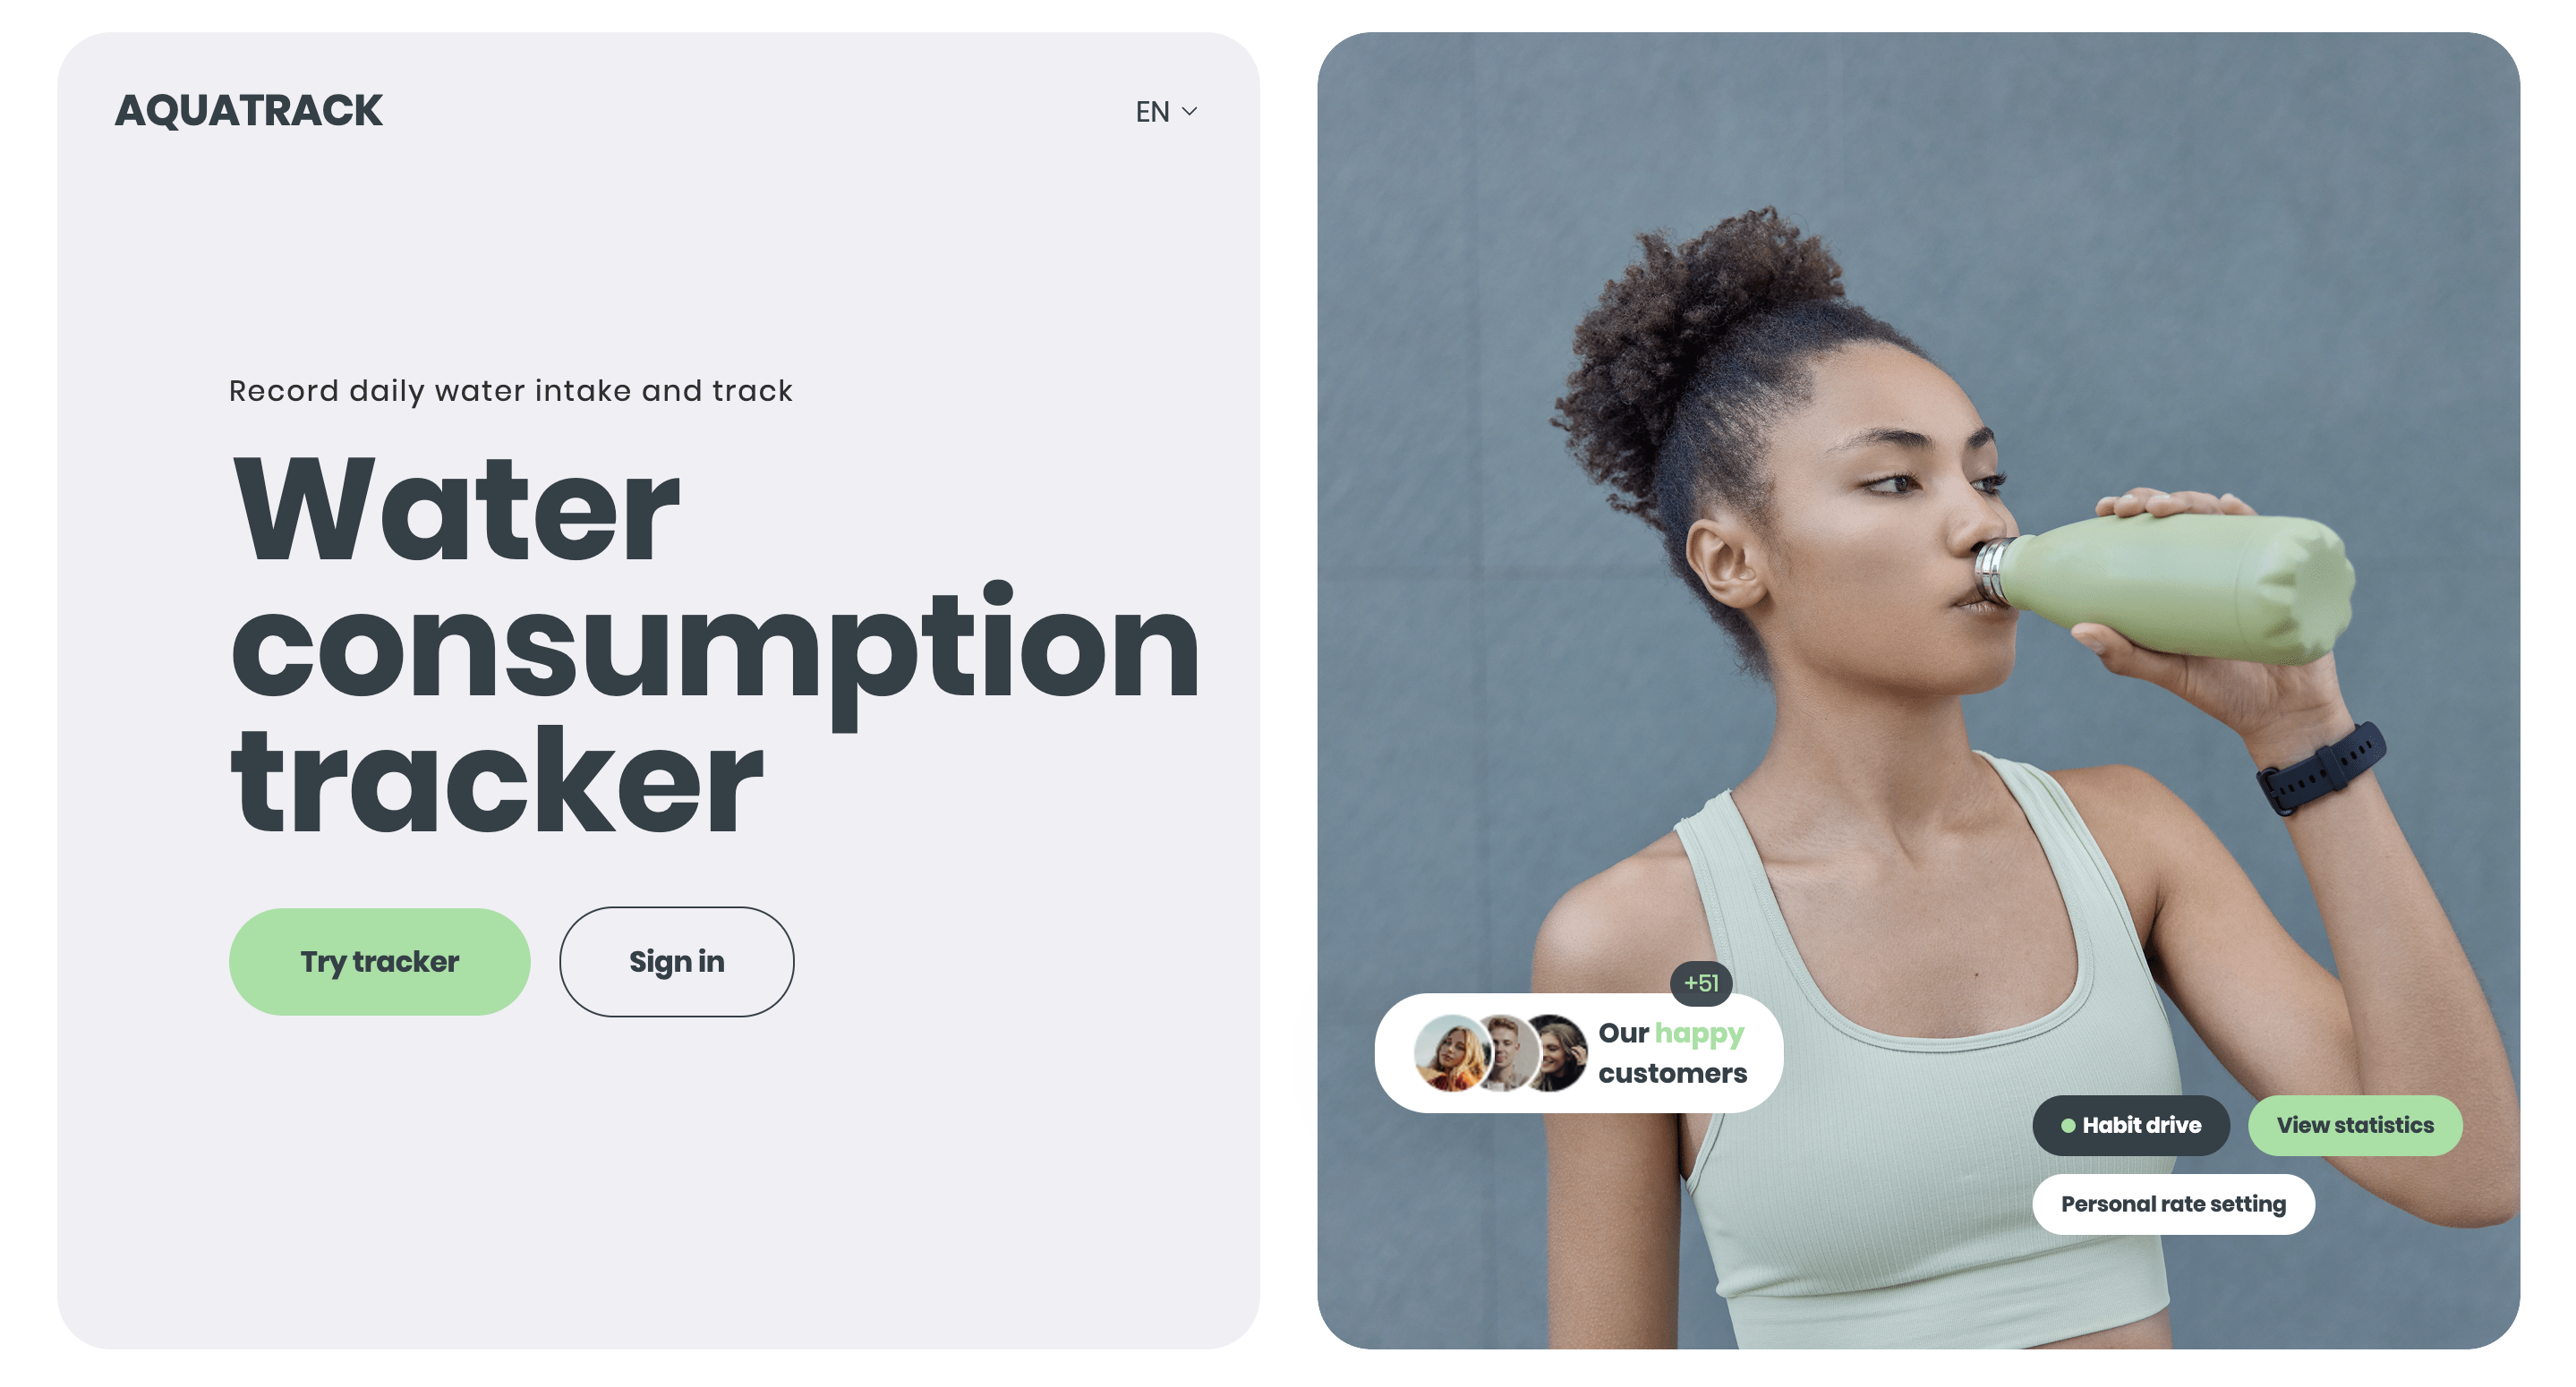 AQUATRACK
EN
Record daily water intake and track
Water
consumption
tracker
Try tracker
Sign in
+51
Our happy
customers
Habit drive
View statistics
Personal rate setting